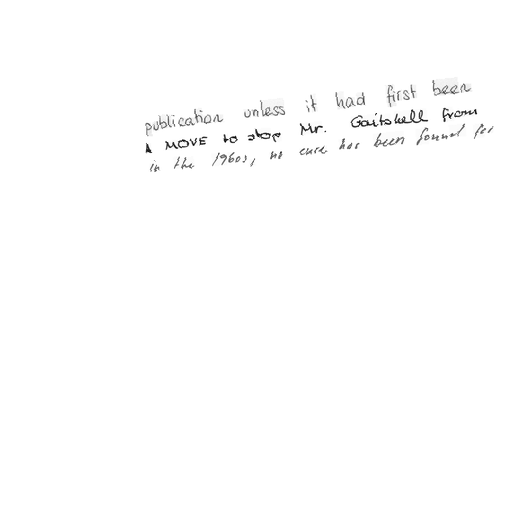 publication unless it had first been
A MOVE to stop Mr. Gaitskell from
in the 1960s, no cure has been found for